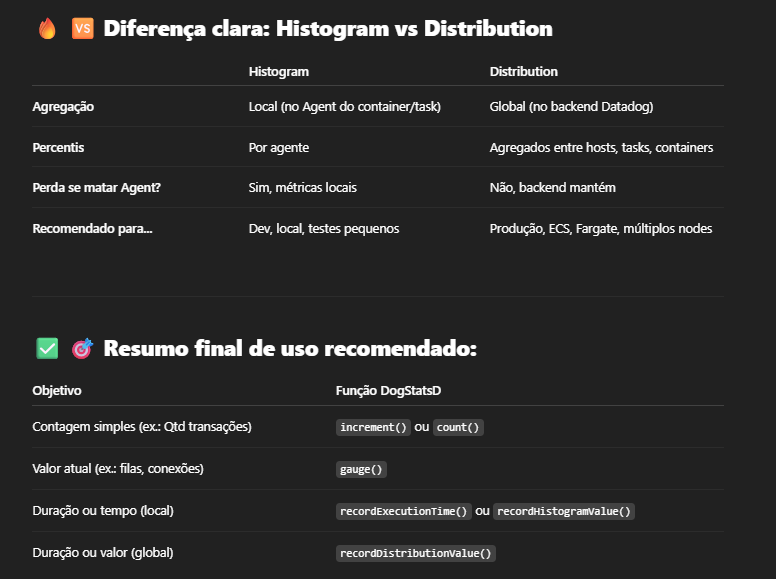 🔥 🆚 Diferença clara: Histogram vs Distribution
Histogram Distribution
Agregação Local (no Agent do container/task) Global (no backend Datadog)
Percentis Por agente Agregados entre hosts, tasks, containers
Perda se matar Agent? Sim, métricas locais Não, backend mantém
Recomendado para... Dev, local, testes pequenos Produção, ECS, Fargate, múltiplos nodes
✅ 🎯 Resumo final de uso recomendado:
Objetivo Função DogStatsD
Contagem simples (ex.: Qtd transações) increment() ou count()
Valor atual (ex.: filas, conexões) gauge()
Duração ou tempo (local) recordExecutionTime() ou recordHistogramValue()
Duração ou valor (global) recordDistributionValue()